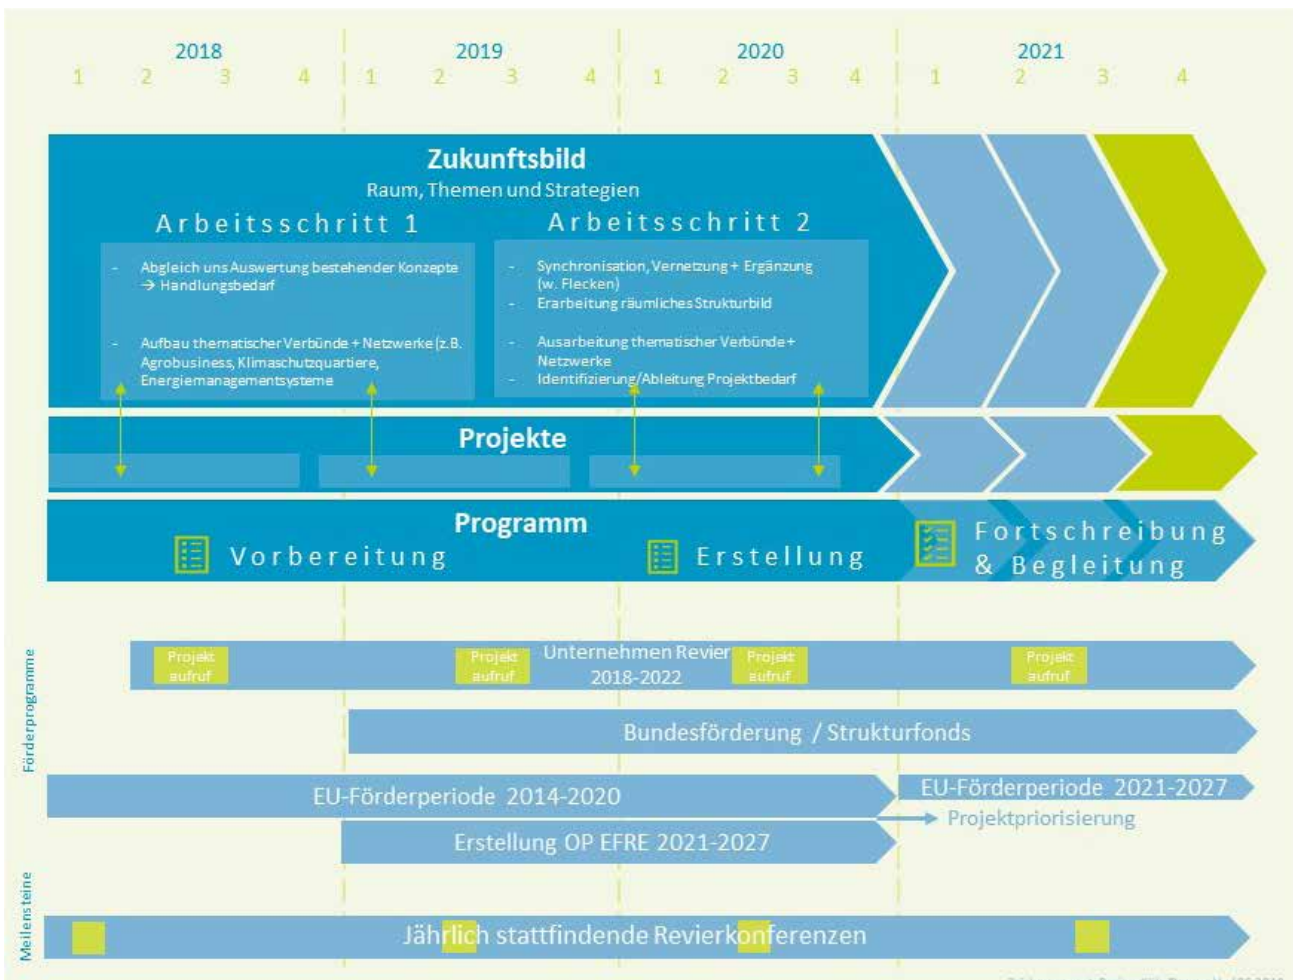 2018 2019 2020 2021
1 2 3 4 1 2 3 4 1 2 3 4 1 2 3 4
Zukunftsbild
Raum, Themen und Strategien
Arbeitsschritt 1
- Abgleich uns Auswertung bestehender Konzepte
→ Handlungsbedarf
- Aufbau thematischer Verbünde + Netzwerke (z.B.
Agrobusiness, Klimaschutzquartiere,
Energiemanagementsysteme
Arbeitsschritt 2
- Synchronisation, Vernetzung + Ergänzung
(w. Flecken)
- Erarbeitung räumliches Strukturbild
- Ausarbeitung thematischer Verbünde +
Netzwerke
- Identifizierung/Ableitung Projektbedarf
Projekte
Programm
Vorbereitung
Erstellung
Fortschreibung
& Begleitung
Förderprogramme
Unternehmen Revier
2018-2022
Projekt
aufruf
Projekt
aufruf
Projekt
aufruf
Projekt
aufruf
Bundesförderung / Strukturfonds
EU-Förderperiode 2014-2020
EU-Förderperiode 2021-2027
Projektpriorisierung
Erstellung OP EFRE 2021-2027
Meilensteine
Jährlich stattfindende Revierkonferenzen